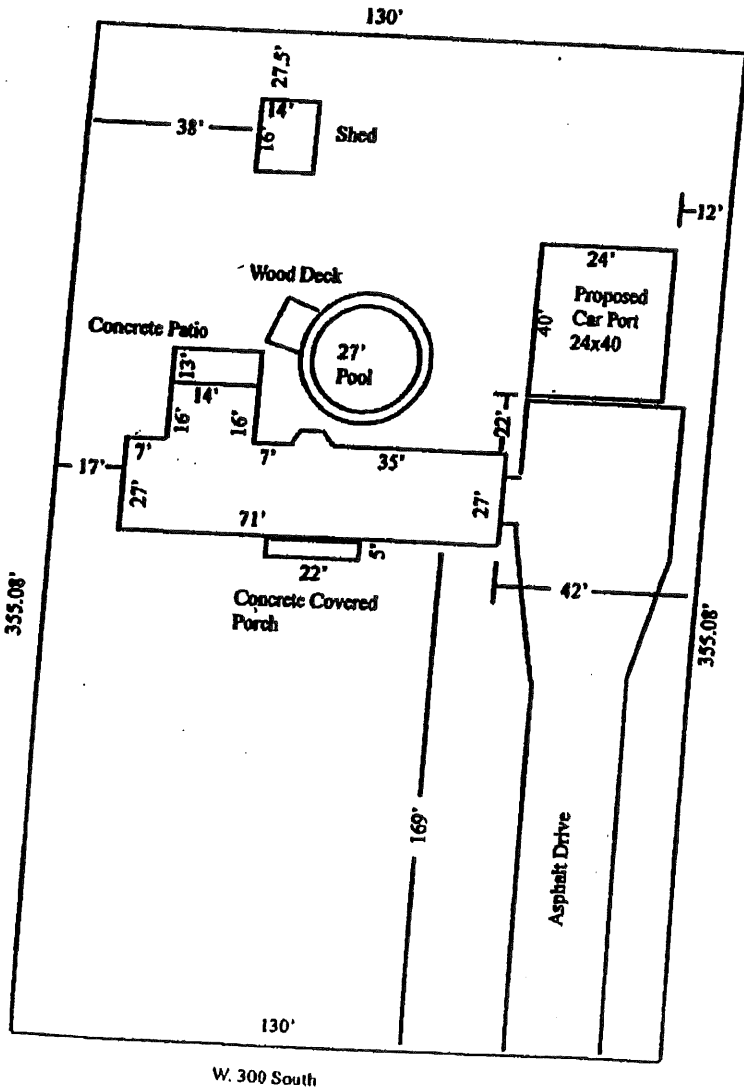 130'
27.5'
14'
38'
16'
Shed
12'
24'
Wood Deck
Proposed
Car Port
24x40
40'
Concrete Patio
27'
Pool
13'
14'
16'
16'
22'
7'
7'
35'
17'
27'
27'
71'
5'
22'
42'
Concrete Covered
Porch
355.08'
355.08'
169'
Asphalt Drive
130'
W. 300 South